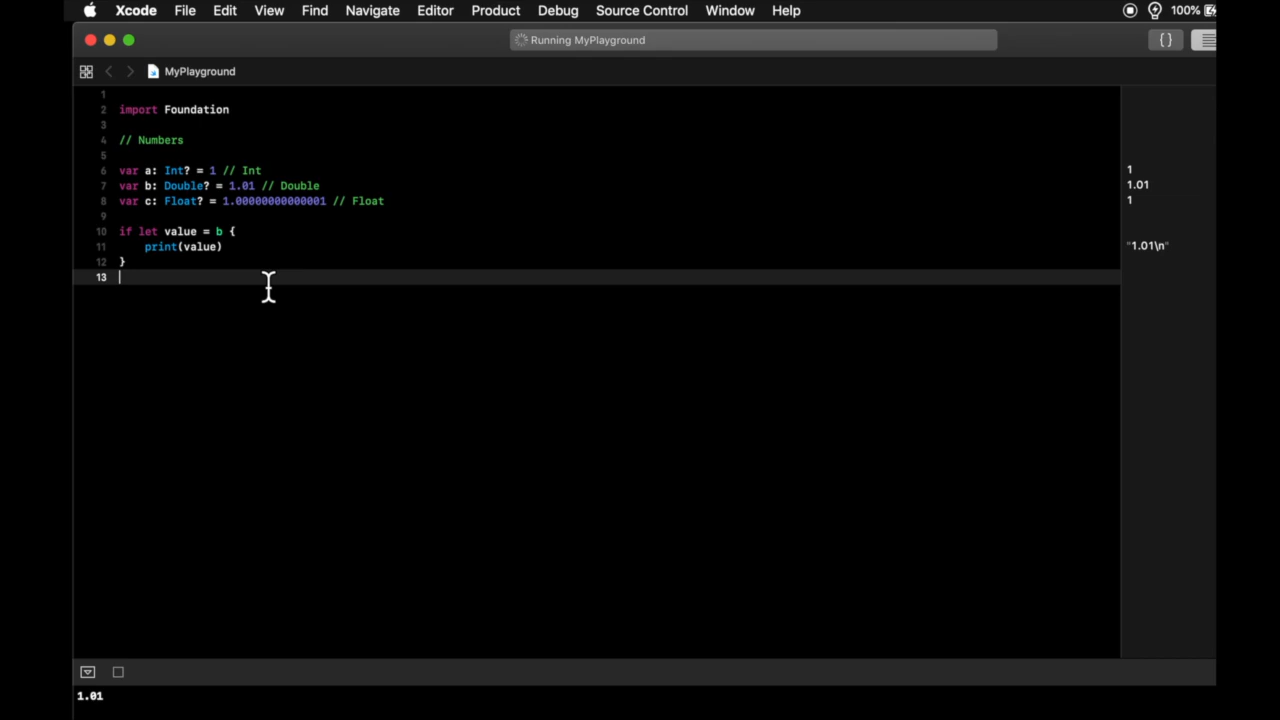 Xcode File Edit View Find Navigate Editor Product Debug Source Control Window Help 100%
Running MyPlayground { }
MyPlayground
1
2 import Foundation
3
4 // Numbers
5
6 var a: Int? = 1 // Int 1
7 var b: Double? = 1.01 // Double 1.01
8 var c: Float? = 1.00000000000001 // Float 1
9
10 if let value = b {
11 print(value) "1.01\n"
12 }
13
1.01